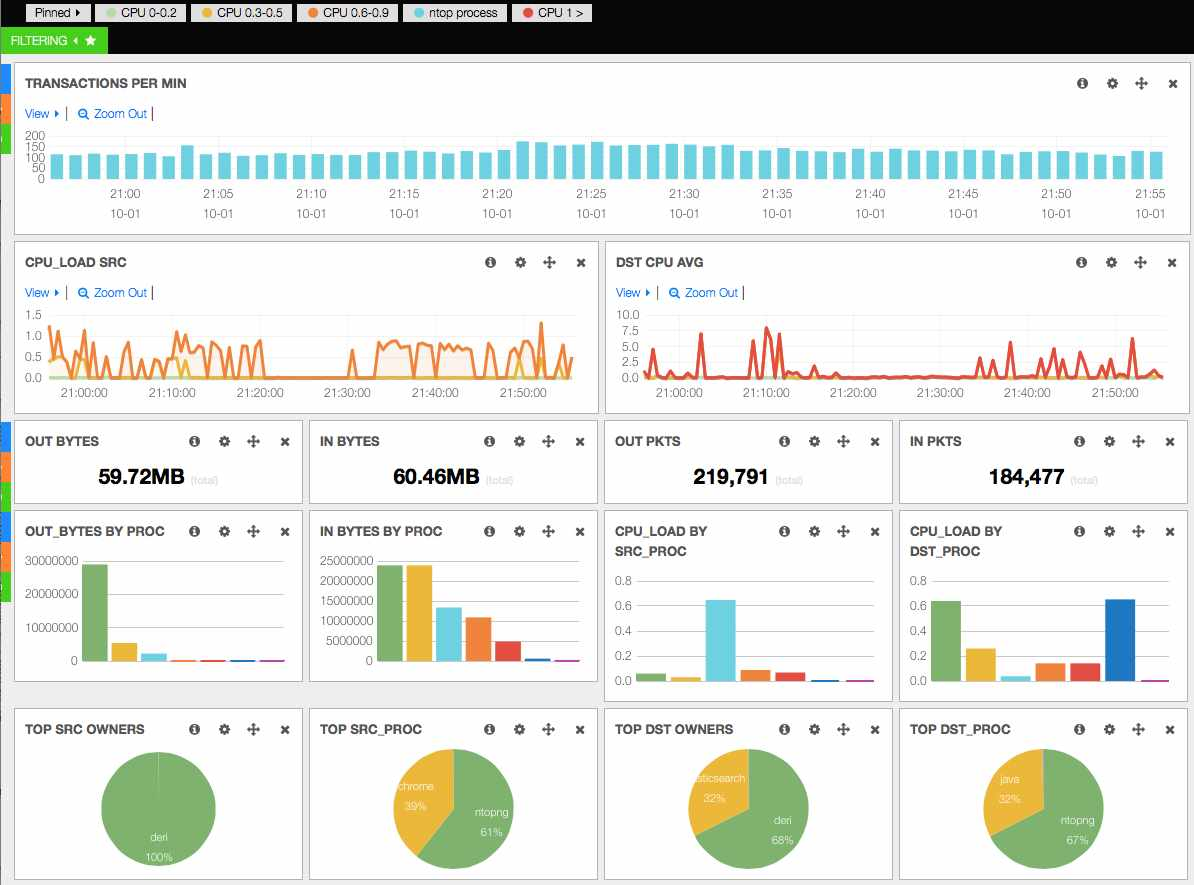 Pinned CPU 0-0.2 CPU 0.3-0.5 CPU 0.6-0.9 ntop process CPU 1 >
FILTERING
TRANSACTIONS PER MIN
View | Zoom Out |
200
150
100
50
0
21:00 21:05 21:10 21:15 21:20 21:25 21:30 21:35 21:40 21:45 21:50 21:55
10-01 10-01 10-01 10-01 10-01 10-01 10-01 10-01 10-01 10-01 10-01 10-01
CPU_LOAD SRC
View | Zoom Out |
1.5
1.0
0.5
0.0
21:00:00 21:10:00 21:20:00 21:30:00 21:40:00 21:50:00
DST CPU AVG
View | Zoom Out |
10.0
7.5
5.0
2.5
0.0
21:00:00 21:10:00 21:20:00 21:30:00 21:40:00 21:50:00
OUT BYTES
59.72MB (total)
IN BYTES
60.46MB (total)
OUT PKTS
219,791 (total)
IN PKTS
184,477 (total)
OUT_BYTES BY PROC
30000000
20000000
10000000
0
IN BYTES BY PROC
25000000
20000000
15000000
10000000
5000000
0
CPU_LOAD BY
SRC_PROC
0.8
0.6
0.4
0.2
0.0
CPU_LOAD BY
DST_PROC
0.8
0.6
0.4
0.2
0.0
TOP SRC OWNERS
deri
100%
TOP SRC_PROC
chrome
39%
ntopng
61%
TOP DST OWNERS
sticsearch
32%
deri
68%
TOP DST_PROC
java
32%
ntopng
67%